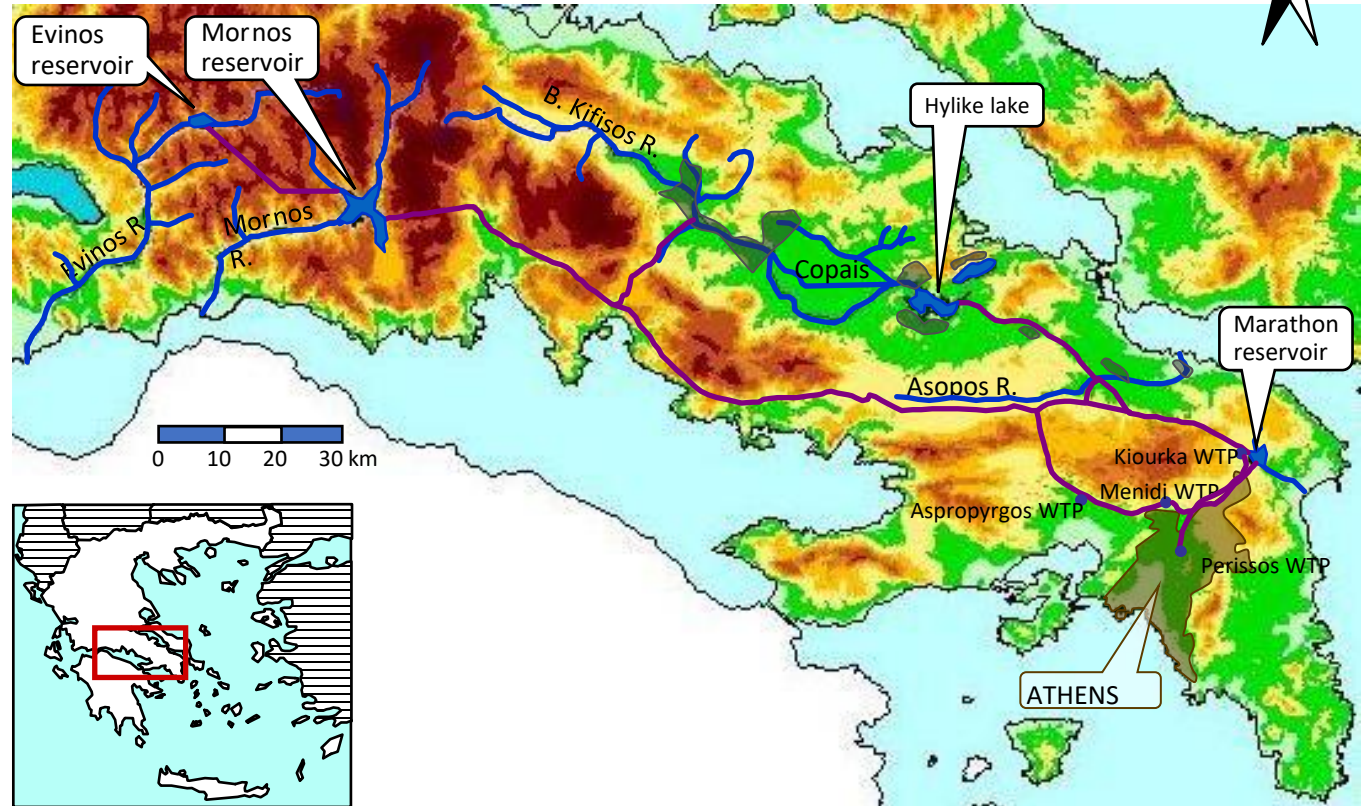 Evinos
reservoir
Mornos
reservoir
B. Kifisos R.
Hylike lake
Evinos R.
Mornos
R.
Copais
Marathon
reservoir
Asopos R.
0 10 20 30 km
Kiourka WTP
Menidi WTP
Aspropyrgos WTP
Perissos WTP
ATHENS